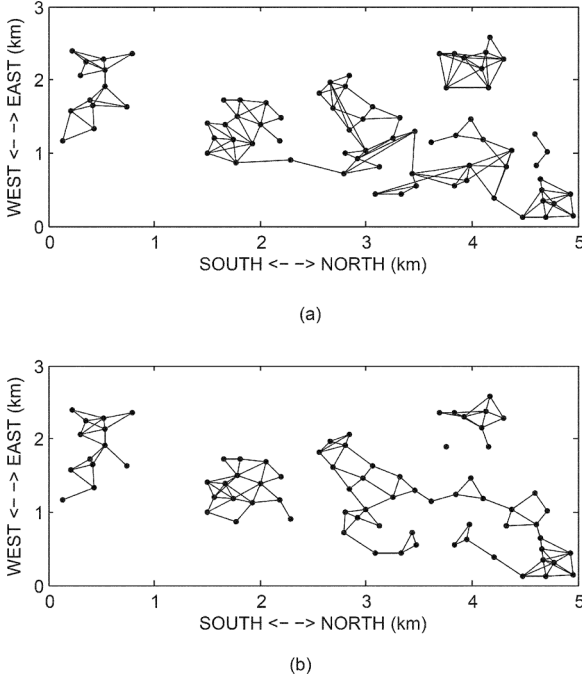 3
2
1
0
WEST <- -> EAST (km)
0 1 2 3 4 5
SOUTH <- -> NORTH (km)
(a)
3
2
1
0
WEST <- -> EAST (km)
0 1 2 3 4 5
SOUTH <- -> NORTH (km)
(b)